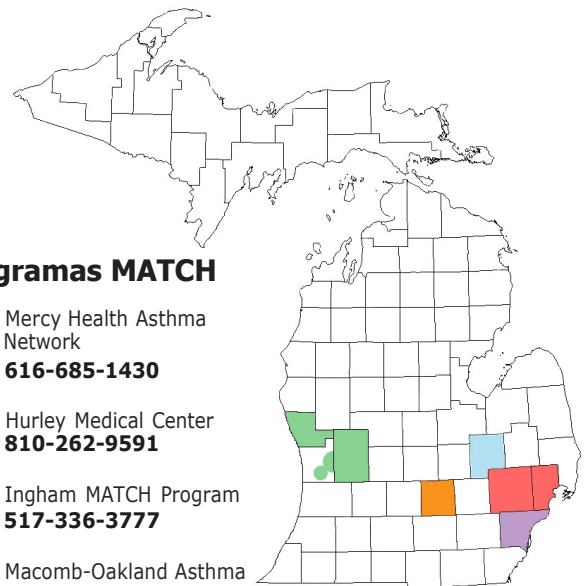 gramas MATCH
Mercy Health Asthma
Network
616-685-1430
Hurley Medical Center
810-262-9591
Ingham MATCH Program
517-336-3777
Macomb-Oakland Asthma